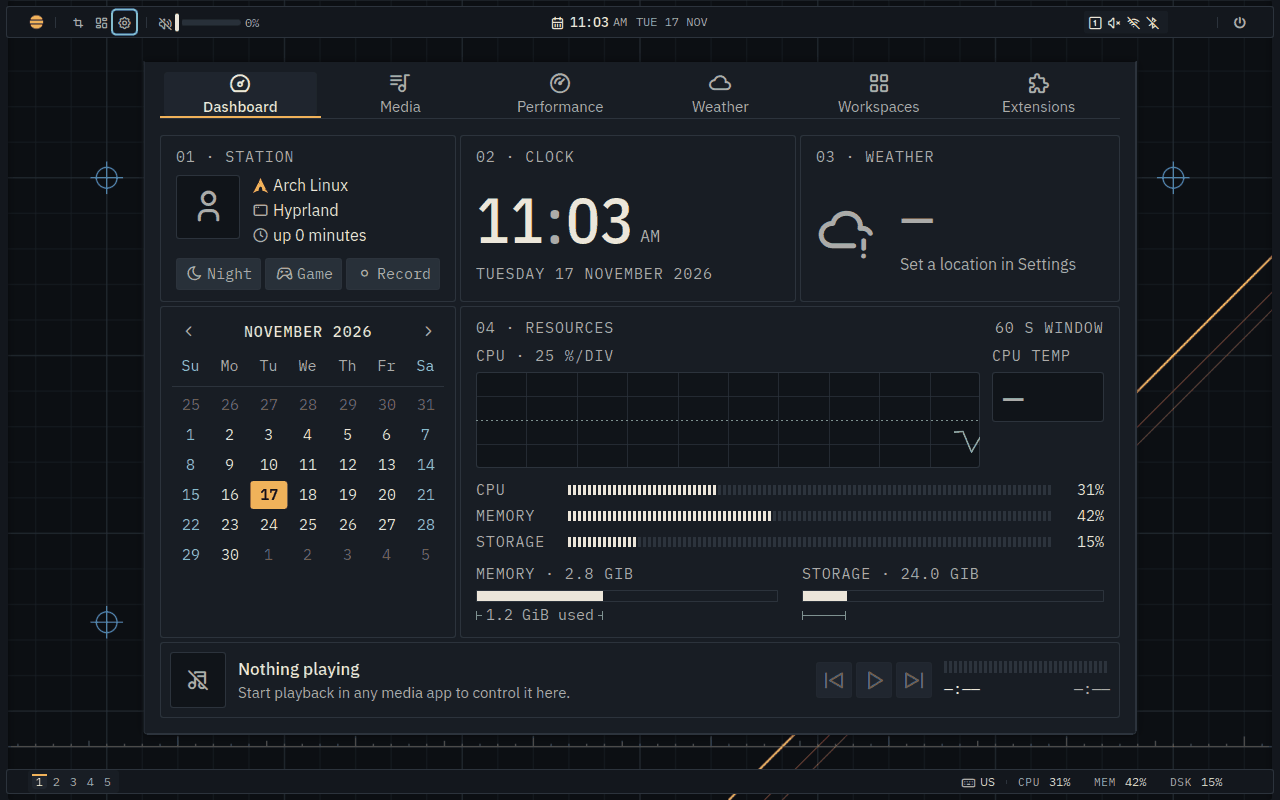 0%
11:03 AM TUE 17 NOV
1
Dashboard
Media
Performance
Weather
Workspaces
Extensions
01 · STATION
Arch Linux
Hyprland
up 0 minutes
Night
Game
Record
02 · CLOCK
11:03 AM
TUESDAY 17 NOVEMBER 2026
03 · WEATHER
—
Set a location in Settings
NOVEMBER 2026
Su Mo Tu We Th Fr Sa
25 26 27 28 29 30 31
1 2 3 4 5 6 7
8 9 10 11 12 13 14
15 16 17 18 19 20 21
22 23 24 25 26 27 28
29 30 1 2 3 4 5
04 · RESOURCES
60 S WINDOW
CPU · 25 %/DIV
CPU TEMP
—
CPU 31%
MEMORY 42%
STORAGE 15%
MEMORY · 2.8 GIB
STORAGE · 24.0 GIB
1.2 GiB used
Nothing playing
Start playback in any media app to control it here.
—:—— —:——
1 2 3 4 5
US
CPU 31%
MEM 42%
DSK 15%